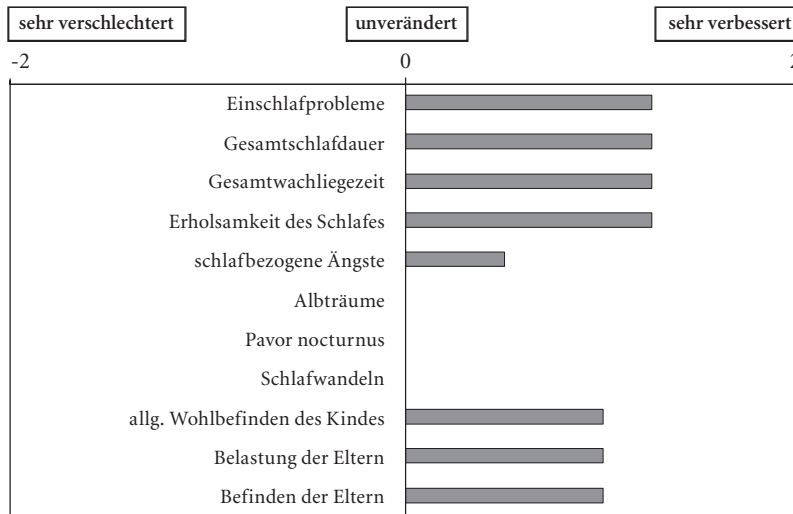 sehr verschlechtert unverändert sehr verbessert
-2 0 2
Einschlafprobleme
Gesamtschlafdauer
Gesamtwachliegezeit
Erholsamkeit des Schlafes
schlafbezogene Ängste
Albträume
Pavor nocturnus
Schlafwandeln
allg. Wohlbefinden des Kindes
Belastung der Eltern
Befinden der Eltern